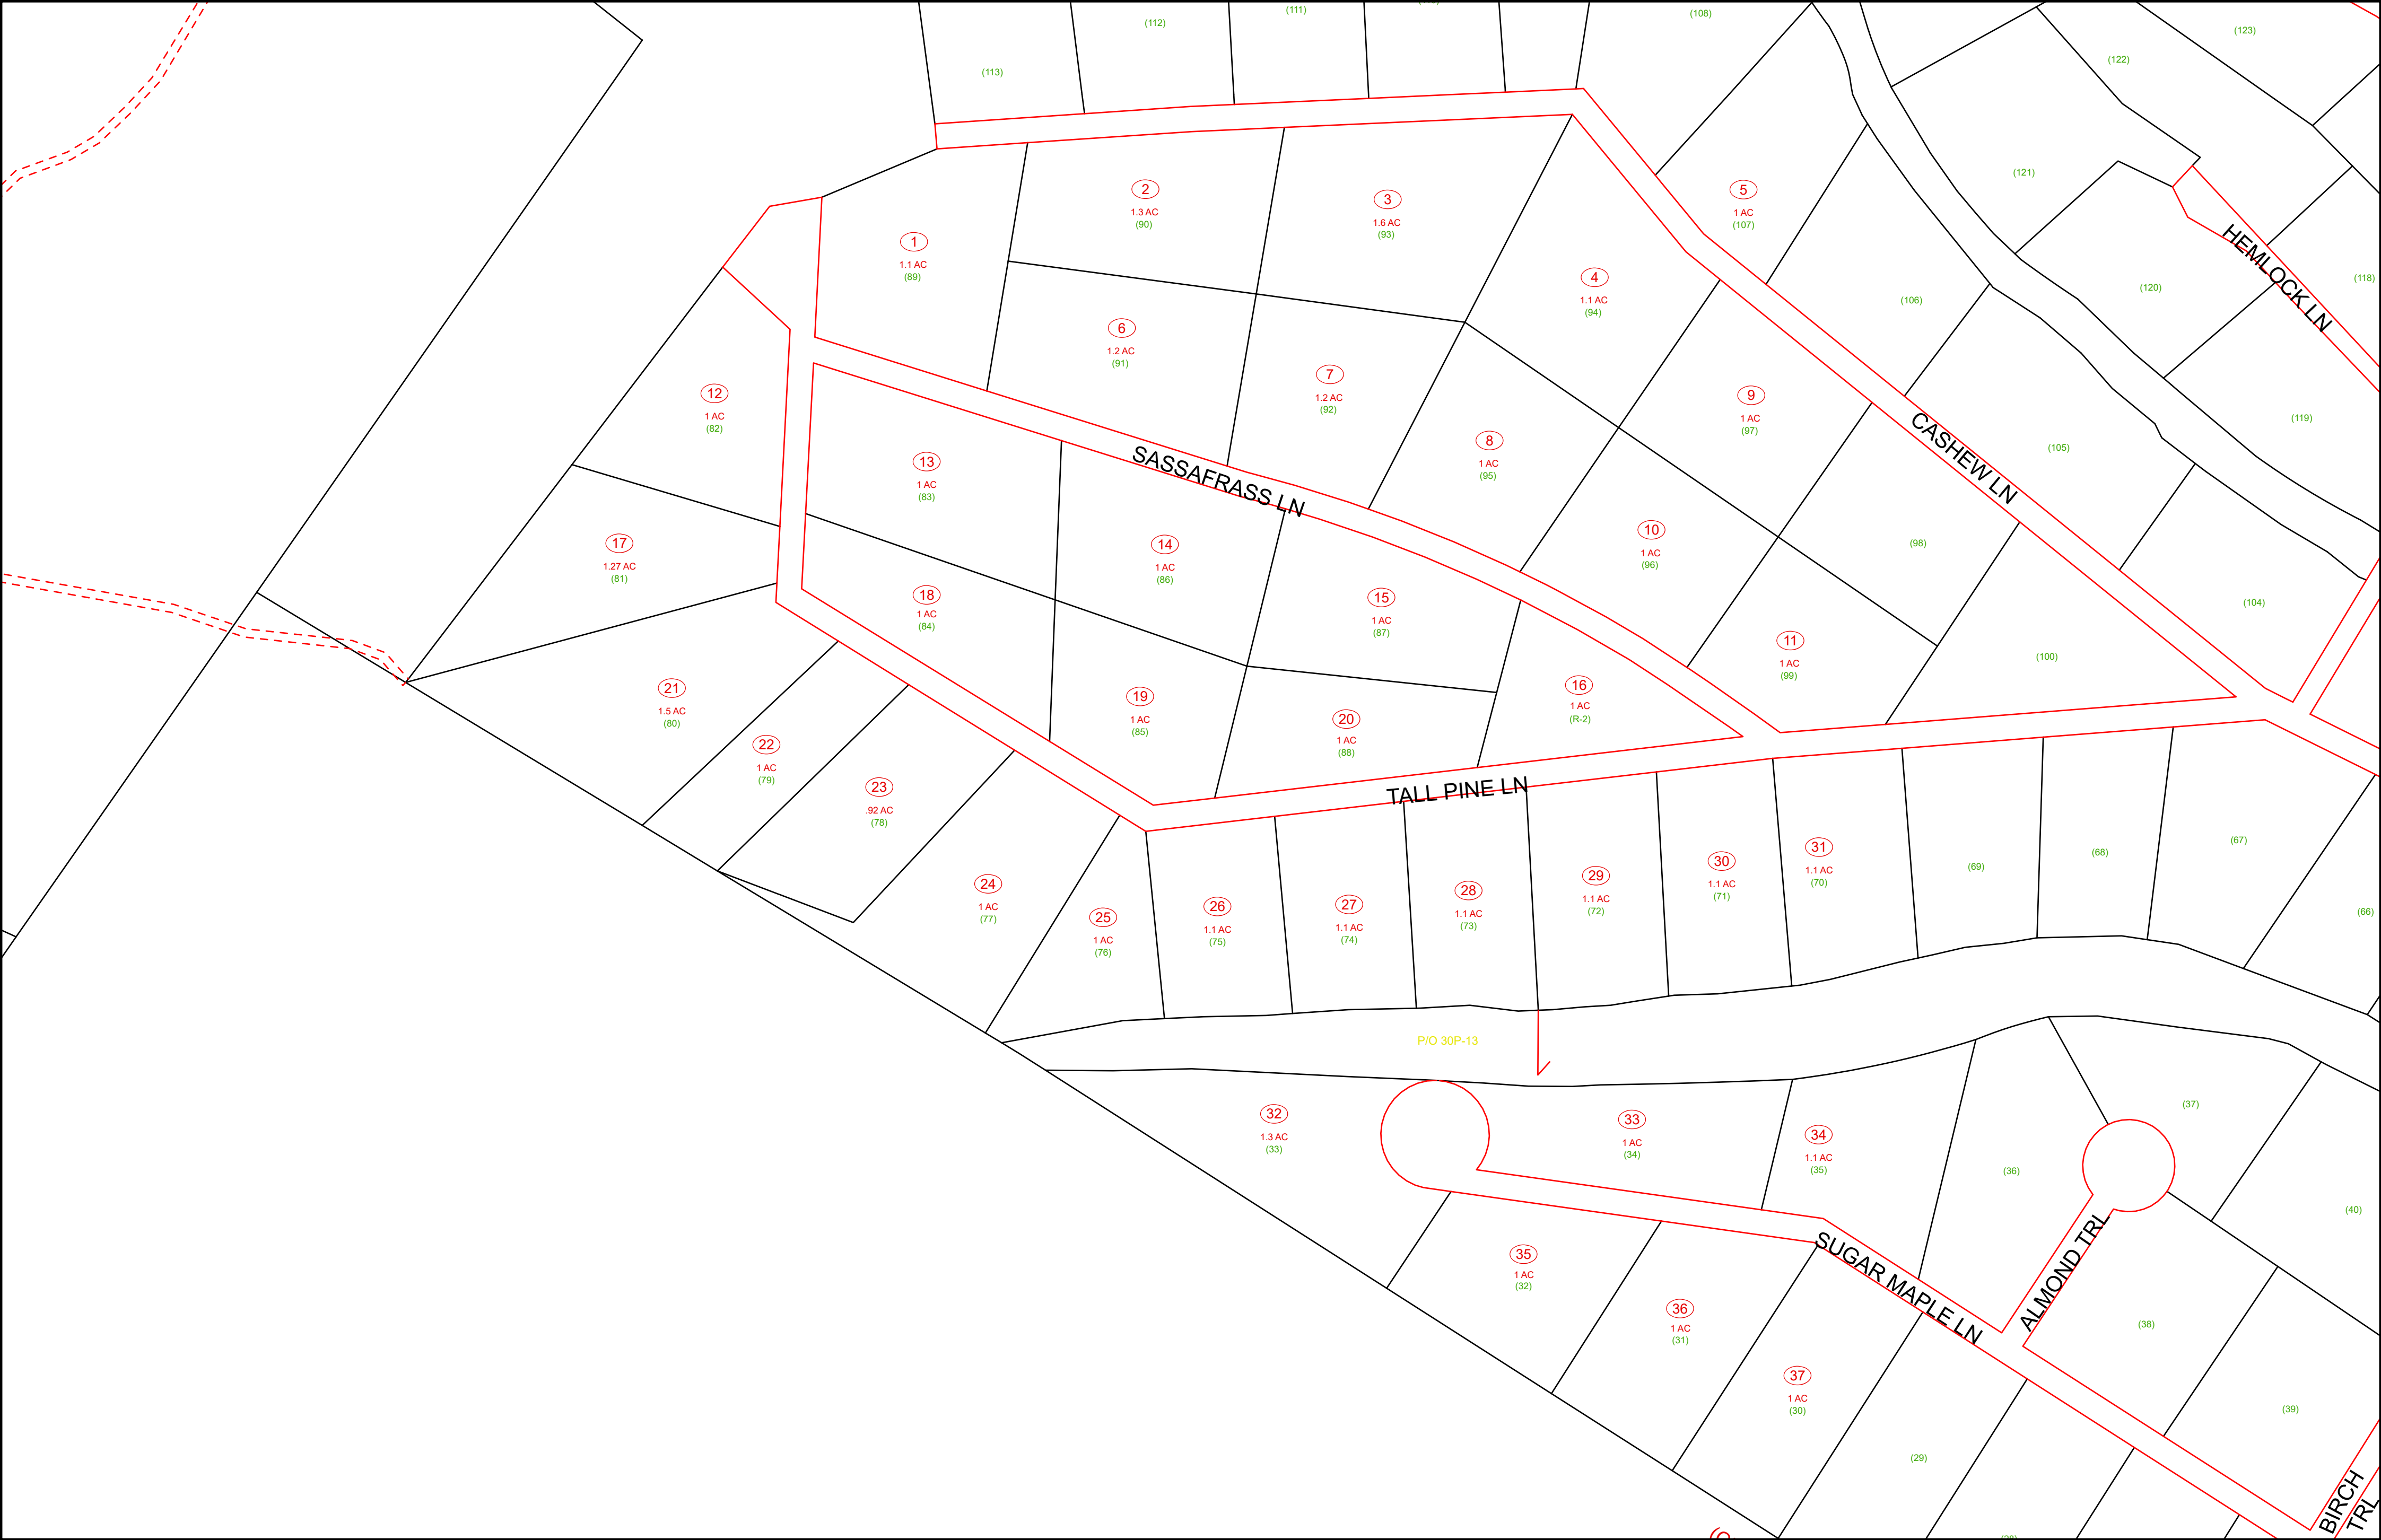 (112)
(111)
(108)
(123)
(122)
(113)
(121)
HEMLOCK LN
(118)
(120)
(119)
1
1.1 AC
(89)
2
1.3 AC
(90)
3
1.6 AC
(93)
4
1.1 AC
(94)
5
1 AC
(107)
(106)
6
1.2 AC
(91)
7
1.2 AC
(92)
8
1 AC
(95)
9
1 AC
(97)
CASHEW LN
(105)
10
1 AC
(96)
(98)
(104)
11
1 AC
(99)
(100)
12
1 AC
(82)
13
1 AC
(83)
SASSAFRASS LN
14
1 AC
(86)
15
1 AC
(87)
16
1 AC
(R-2)
17
1.27 AC
(81)
18
1 AC
(84)
19
1 AC
(85)
20
1 AC
(88)
21
1.5 AC
(80)
22
1 AC
(79)
23
.92 AC
(78)
TALL PINE LN
24
1 AC
(77)
25
1 AC
(76)
26
1.1 AC
(75)
27
1.1 AC
(74)
28
1.1 AC
(73)
29
1.1 AC
(72)
30
1.1 AC
(71)
31
1.1 AC
(70)
(69)
(68)
(67)
(66)
P/O 30P-13
32
1.3 AC
(33)
33
1 AC
(34)
34
1.1 AC
(35)
(36)
(37)
(40)
35
1 AC
(32)
36
1 AC
(31)
37
1 AC
(30)
SUGAR MAPLE LN
ALMOND TRL
(38)
(39)
(29)
BIRCH
TRL